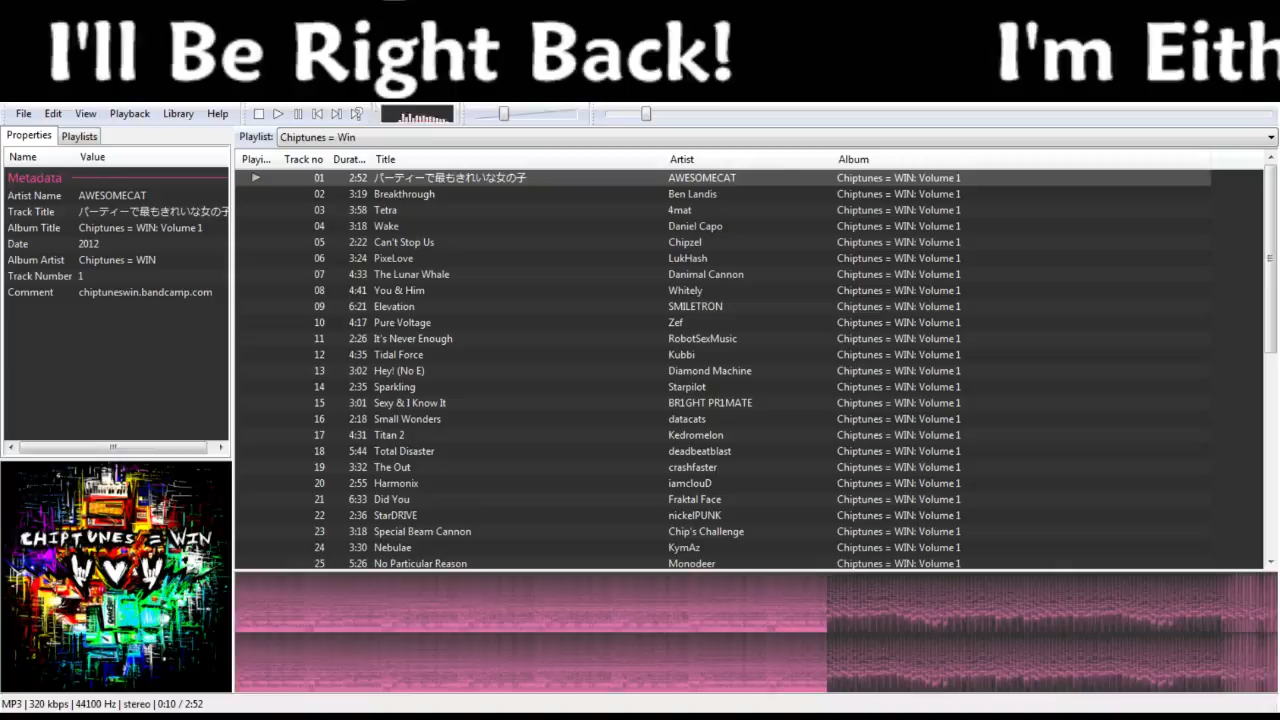 I'll Be Right Back! I'm Eith
File Edit View Playback Library Help
Properties Playlists
Playlist: Chiptunes = Win
Name Value
Metadata
Artist Name AWESOMECAT
Track Title パーティーで最もきれいな女の子
Album Title Chiptunes = WIN: Volume 1
Date 2012
Album Artist Chiptunes = WIN
Track Number 1
Comment chiptuneswin.bandcamp.com
CHIPTUNES = WIN
Playi... Track no Durat... Title Artist Album
01 2:52 パーティーで最もきれいな女の子 AWESOMECAT Chiptunes = WIN: Volume 1
02 3:19 Breakthrough Ben Landis Chiptunes = WIN: Volume 1
03 3:58 Tetra 4mat Chiptunes = WIN: Volume 1
04 3:18 Wake Daniel Capo Chiptunes = WIN: Volume 1
05 2:22 Can't Stop Us Chipzel Chiptunes = WIN: Volume 1
06 3:24 PixeLove LukHash Chiptunes = WIN: Volume 1
07 4:33 The Lunar Whale Danimal Cannon Chiptunes = WIN: Volume 1
08 4:41 You & Him Whitely Chiptunes = WIN: Volume 1
09 6:21 Elevation SMILETRON Chiptunes = WIN: Volume 1
10 4:17 Pure Voltage Zef Chiptunes = WIN: Volume 1
11 2:26 It's Never Enough RobotSexMusic Chiptunes = WIN: Volume 1
12 4:35 Tidal Force Kubbi Chiptunes = WIN: Volume 1
13 3:02 Hey! (No E) Diamond Machine Chiptunes = WIN: Volume 1
14 2:35 Sparkling Starpilot Chiptunes = WIN: Volume 1
15 3:01 Sexy & I Know It BR1GHT PR1MATE Chiptunes = WIN: Volume 1
16 2:18 Small Wonders datacats Chiptunes = WIN: Volume 1
17 4:31 Titan 2 Kedromelon Chiptunes = WIN: Volume 1
18 5:44 Total Disaster deadbeatblast Chiptunes = WIN: Volume 1
19 3:32 The Out crashfaster Chiptunes = WIN: Volume 1
20 2:55 Harmonix iamclouD Chiptunes = WIN: Volume 1
21 6:33 Did You Fraktal Face Chiptunes = WIN: Volume 1
22 2:36 StarDRIVE nickelPUNK Chiptunes = WIN: Volume 1
23 3:18 Special Beam Cannon Chip's Challenge Chiptunes = WIN: Volume 1
24 3:30 Nebulae KymAz Chiptunes = WIN: Volume 1
25 5:26 No Particular Reason Monodeer Chiptunes = WIN: Volume 1
MP3 | 320 kbps | 44100 Hz | stereo | 0:10 / 2:52